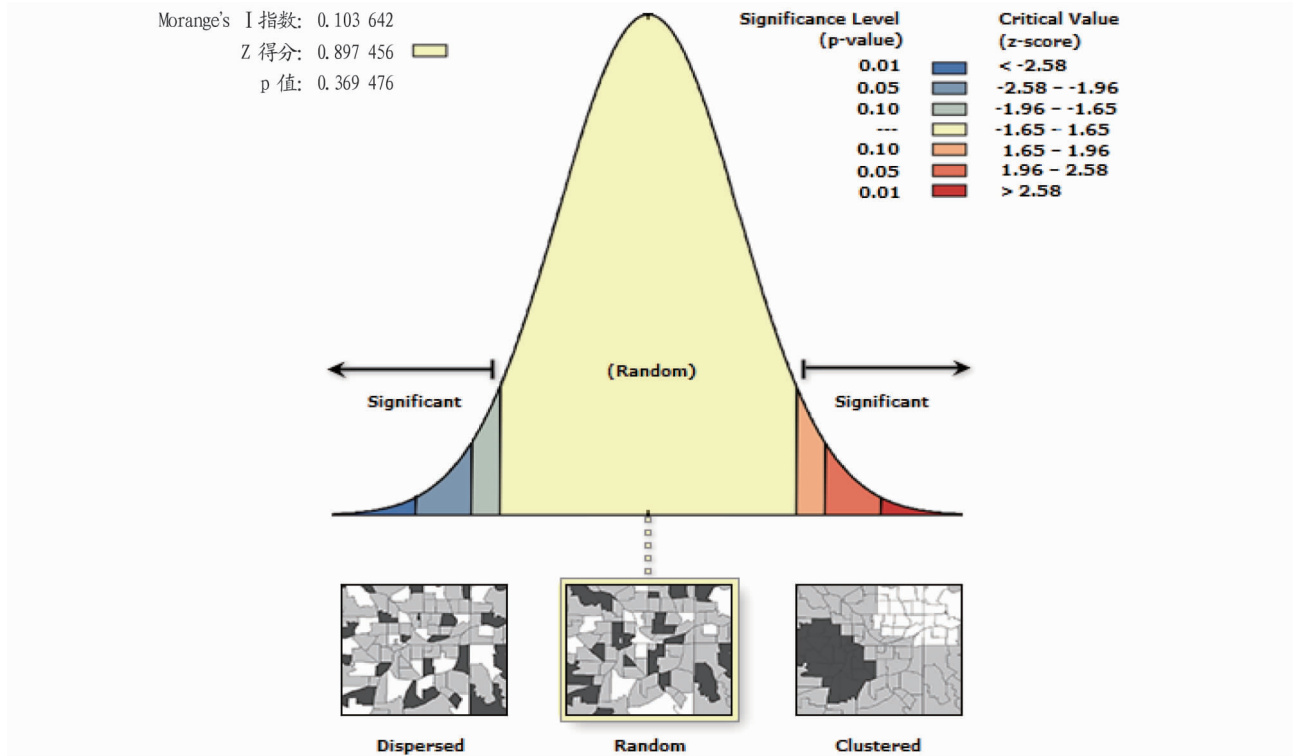 Morange's I 指数: 0.103 642
Z 得分: 0.897 456
p 值: 0.369 476
Significance Level
(p-value)
Critical Value
(z-score)
0.01 < -2.58
0.05 -2.58 – -1.96
0.10 -1.96 – -1.65
--- -1.65 – 1.65
0.10 1.65 – 1.96
0.05 1.96 – 2.58
0.01 > 2.58
(Random)
Significant
Significant
Dispersed
Random
Clustered